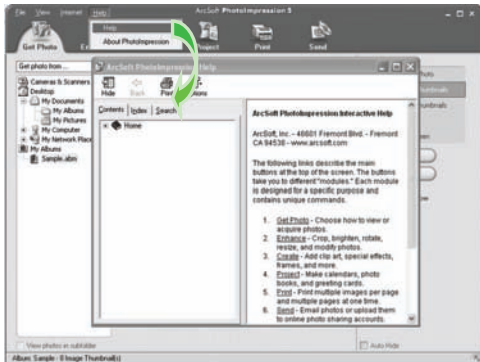 File View Internet Help
ArcSoft PhotoImpression 5
Help
About PhotoImpression
Get Photo
Project
Print
Send
Get photo from ...
Cameras & Scanners
Desktop
My Documents
My Albums
My Pictures
My Computer
My Network Place
My Albums
Sample.abm
ArcSoft PhotoImpression Help
Hide
Back
Contents Index Search
Home
ArcSoft PhotoImpression Interactive Help
ArcSoft, Inc. - 46601 Fremont Blvd. - Fremont
CA 94538 - www.arcsoft.com
The following links describe the main
buttons at the top of the screen. The buttons
take you to different "modules." Each module
is designed for a specific purpose and
contains unique commands.
1. Get Photo - Choose how to view or
acquire photos.
2. Enhance - Crop, brighten, rotate,
resize, and modify photos.
3. Create - Add clip art, special effects,
frames, and more.
4. Project - Make calendars, photo
books, and greeting cards.
5. Print - Print multiple images per page
and multiple pages at one time.
6. Send - Email photos or upload them
to online photo sharing accounts.
View photos in subfolder
Auto Hide
Album: Sample - 8 Image Thumbnail(s)